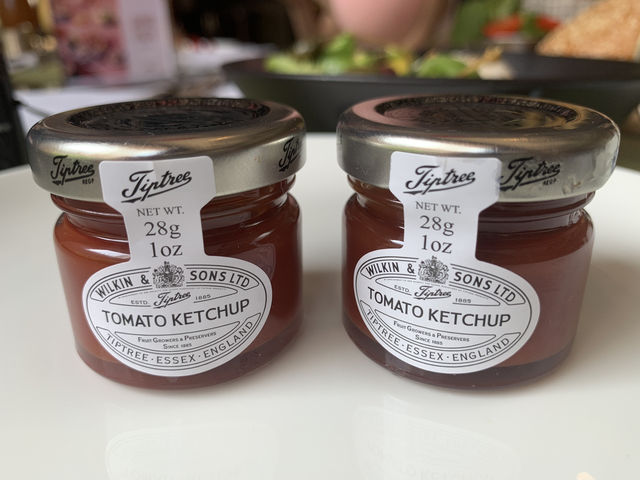 Tiptree
REGD
Tiptree
Tiptree
NET WT.
28g
1oz
WILKIN & SONS LTD
ESTD. Tiptree 1885
TOMATO KETCHUP
FRUIT GROWERS & PRESERVERS
SINCE 1885
TIPTREE · ESSEX · ENGLAND
Tiptree
Tiptree
REGD
NET WT.
28g
1oz
WILKIN & SONS LTD
ESTD. Tiptree 1885
TOMATO KETCHUP
FRUIT GROWERS & PRESERVERS
SINCE 1885
TIPTREE · ESSEX · ENGLAND